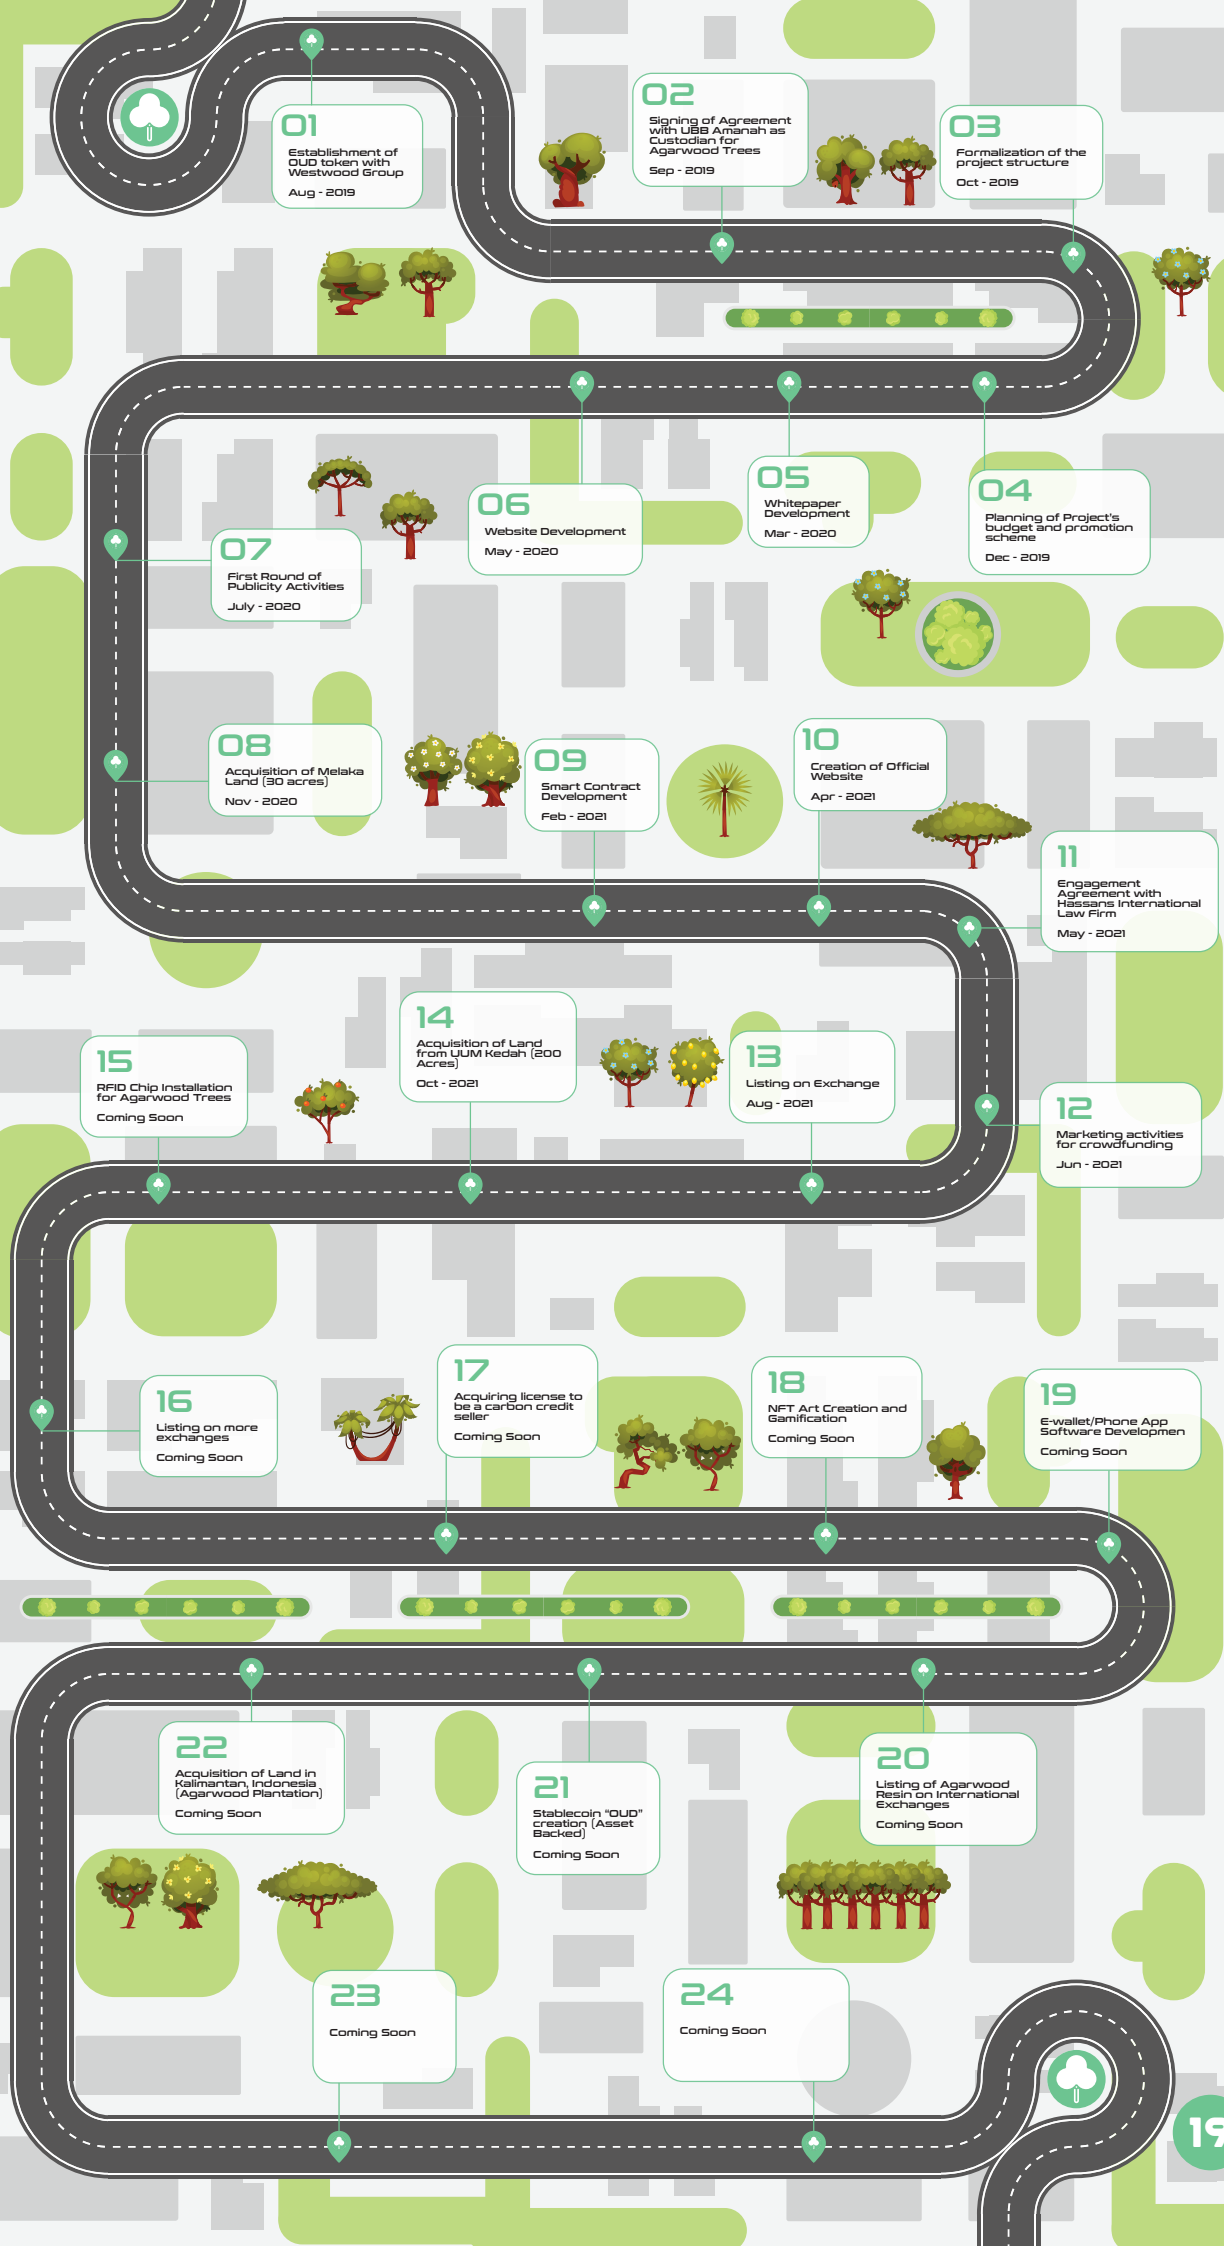 01
Establishment of
OUD token with
Westwood Group
Aug - 2019
02
Signing of Agreement
with UBB Amanah as
Custodian for
Agarwood Trees
Sep - 2019
03
Formalization of the
project structure
Oct - 2019
04
Planning of Project's
budget and promotion
scheme
Dec - 2019
05
Whitepaper
Development
Mar - 2020
06
Website Development
May - 2020
07
First Round of
Publicity Activities
July - 2020
08
Acquisition of Melaka
Land (30 acres)
Nov - 2020
09
Smart Contract
Development
Feb - 2021
10
Creation of Official
Website
Apr - 2021
11
Engagement
Agreement with
Hassans International
Law Firm
May - 2021
12
Marketing activities
for crowdfunding
Jun - 2021
13
Listing on Exchange
Aug - 2021
14
Acquisition of Land
from UUM Kedah (200
Acres)
Oct - 2021
15
RFID Chip Installation
for Agarwood Trees
Coming Soon
16
Listing on more
exchanges
Coming Soon
17
Acquiring license to
be a carbon credit
seller
Coming Soon
18
NFT Art Creation and
Gamification
Coming Soon
19
E-wallet/Phone App
Software Developmen
Coming Soon
20
Listing of Agarwood
Resin on International
Exchanges
Coming Soon
21
Stablecoin "OUD"
creation (Asset
Backed)
Coming Soon
22
Acquisition of Land in
Kalimantan, Indonesia
(Agarwood Plantation)
Coming Soon
23
Coming Soon
24
Coming Soon
19